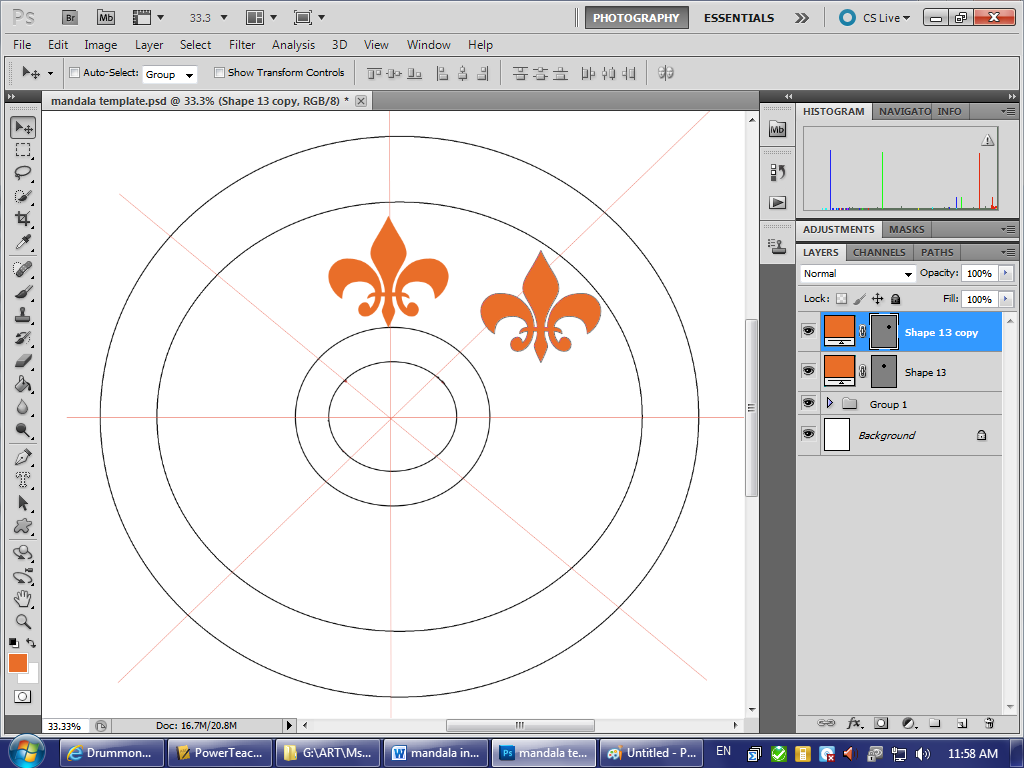 Ps Br Mb 33.3 PHOTOGRAPHY ESSENTIALS CS Live
File Edit Image Layer Select Filter Analysis 3D View Window Help
Auto-Select: Group Show Transform Controls
mandala template.psd @ 33.3% (Shape 13 copy, RGB/8) *
HISTOGRAM NAVIGATO INFO
Mb
ADJUSTMENTS MASKS
LAYERS CHANNELS PATHS
Normal Opacity: 100%
Lock: Fill: 100%
Shape 13 copy
Shape 13
Group 1
Background
33.33% Doc: 16.7M/20.8M
Drummon... PowerTeac... G:\ART\Ms... mandala in... mandala te... Untitled - P... EN 11:58 AM